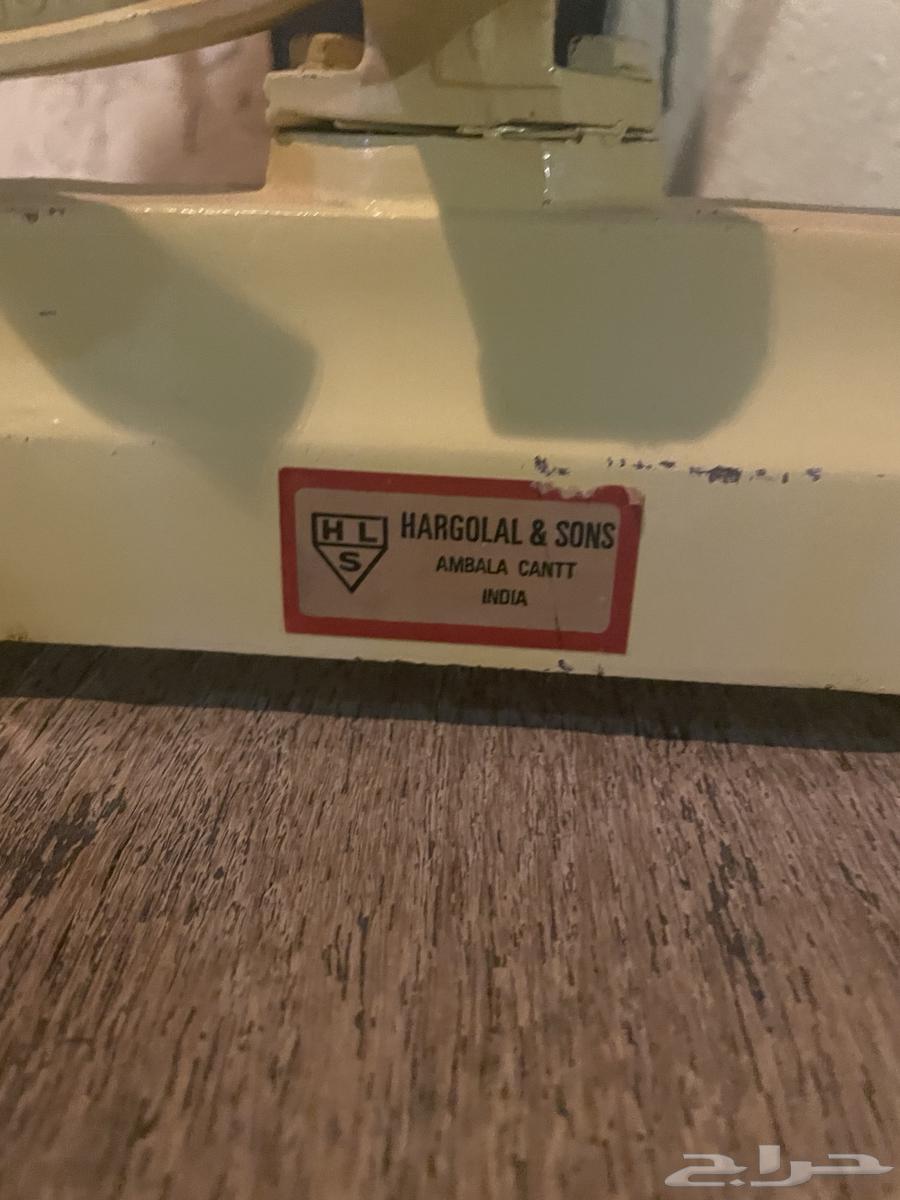 H L
S
HARGOLAL & SONS
AMBALA CANTT
INDIA
حراج